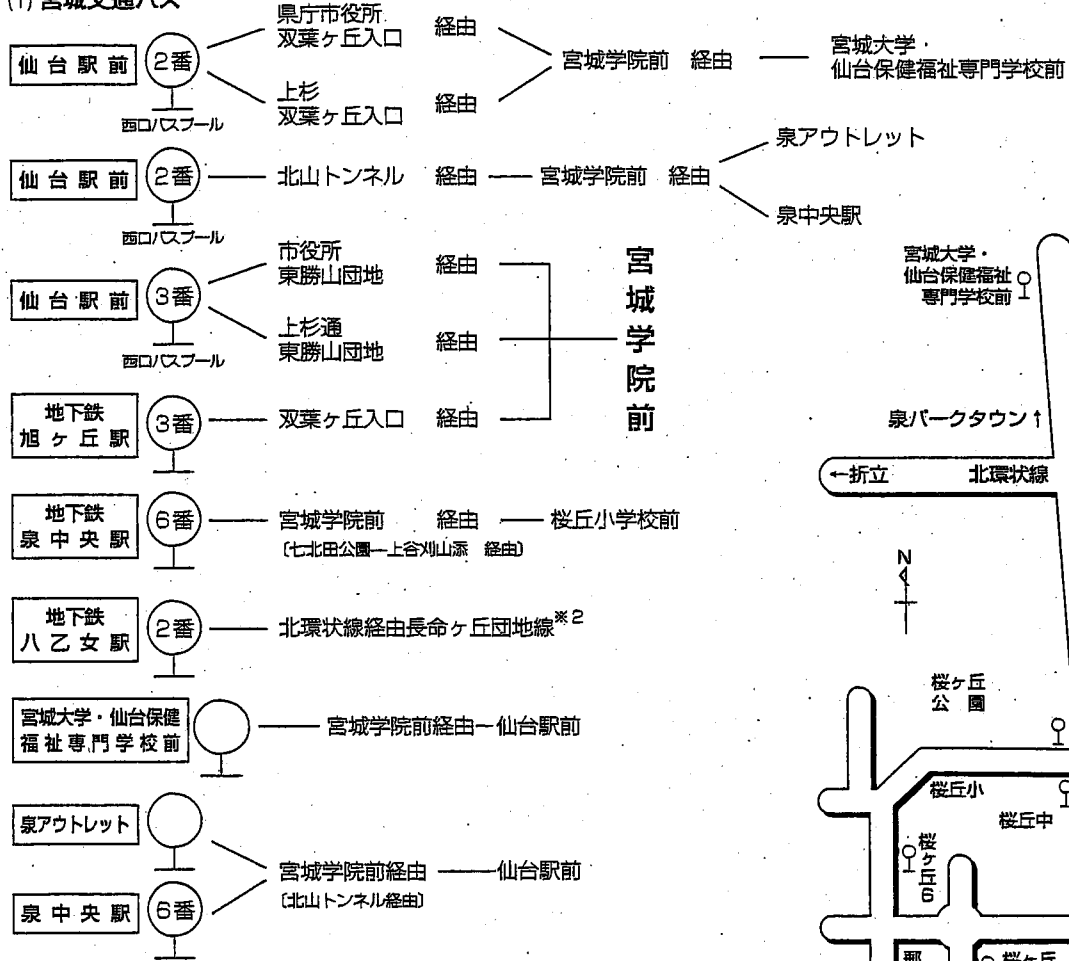 (1) 宮城交通バス
仙台駅前
2番
西口バスプール
県庁市役所
双葉ヶ丘入口
経由
上杉
双葉ヶ丘入口
経由
宮城学院前 経由
宮城大学・
仙台保健福祉専門学校前
仙台駅前
2番
西口バスプール
北山トンネル 経由
宮城学院前 経由
泉アウトレット
泉中央駅
仙台駅前
3番
西口バスプール
市役所
東勝山団地
経由
上杉通
東勝山団地
経由
地下鉄
旭ヶ丘駅
3番
双葉ヶ丘入口 経由
宮城学院前
地下鉄
泉中央駅
6番
宮城学院前 経由
桜丘小学校前
〔七北田公園ー上谷刈山添 経由〕
地下鉄
八乙女駅
2番
北環状線経由長命ヶ丘団地線※2
宮城大学・仙台保健
福祉専門学校前
宮城学院前経由ー仙台駅前
泉アウトレット
泉中央駅
6番
宮城学院前経由
〔北山トンネル経由〕
仙台駅前
宮城大学・
仙台保健福祉
専門学校前
泉パークタウン↑
←折立
北環状線
N
桜ヶ丘
公園
桜丘小
桜丘中
桜ヶ丘6
桜ヶ丘